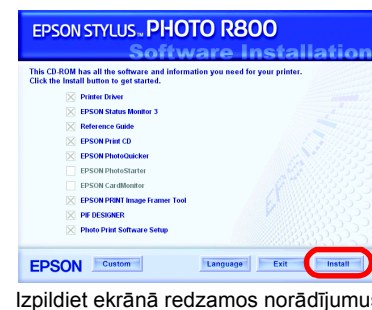 EPSON STYLUS™ PHOTO R800
Software Installation
This CD-ROM has all the software and information you need for your printer.
Click the Install button to get started.
Printer Driver
EPSON Status Monitor 3
Reference Guide
EPSON Print CD
EPSON PhotoQuicker
EPSON PhotoStarter
EPSON CardMonitor
EPSON PRINT Image Framer Tool
PIF DESIGNER
Photo Print Software Setup
EPSON Custom Language Exit Install
Izpildiet ekrānā redzamos norādījumus